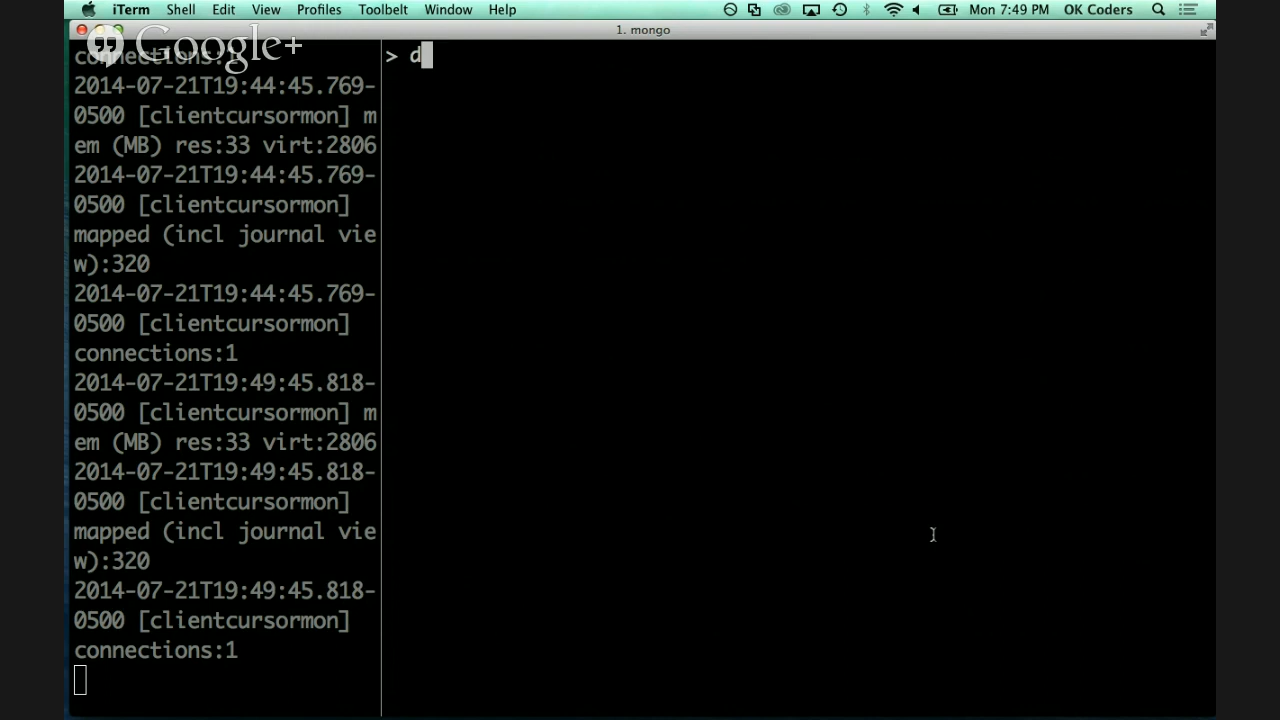 iTerm Shell Edit View Profiles Toolbelt Window Help Mon 7:49 PM OK Coders
1. mongo
Google+
connections:1
2014-07-21T19:44:45.769-
0500 [clientcursormon] m
em (MB) res:33 virt:2806
2014-07-21T19:44:45.769-
0500 [clientcursormon]
mapped (incl journal vie
w):320
2014-07-21T19:44:45.769-
0500 [clientcursormon]
connections:1
2014-07-21T19:49:45.818-
0500 [clientcursormon] m
em (MB) res:33 virt:2806
2014-07-21T19:49:45.818-
0500 [clientcursormon]
mapped (incl journal vie
w):320
2014-07-21T19:49:45.818-
0500 [clientcursormon]
connections:1
> d